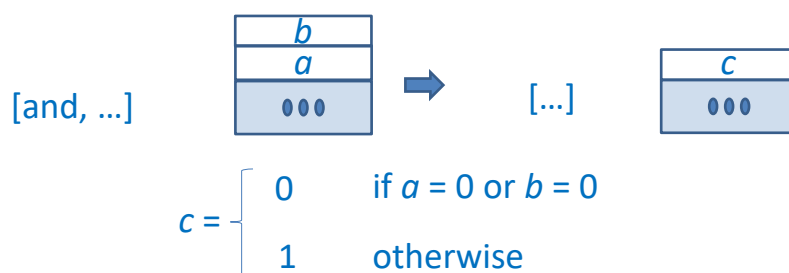 b
a
[and, …]
[…]
c
c =
0 if a = 0 or b = 0
1 otherwise